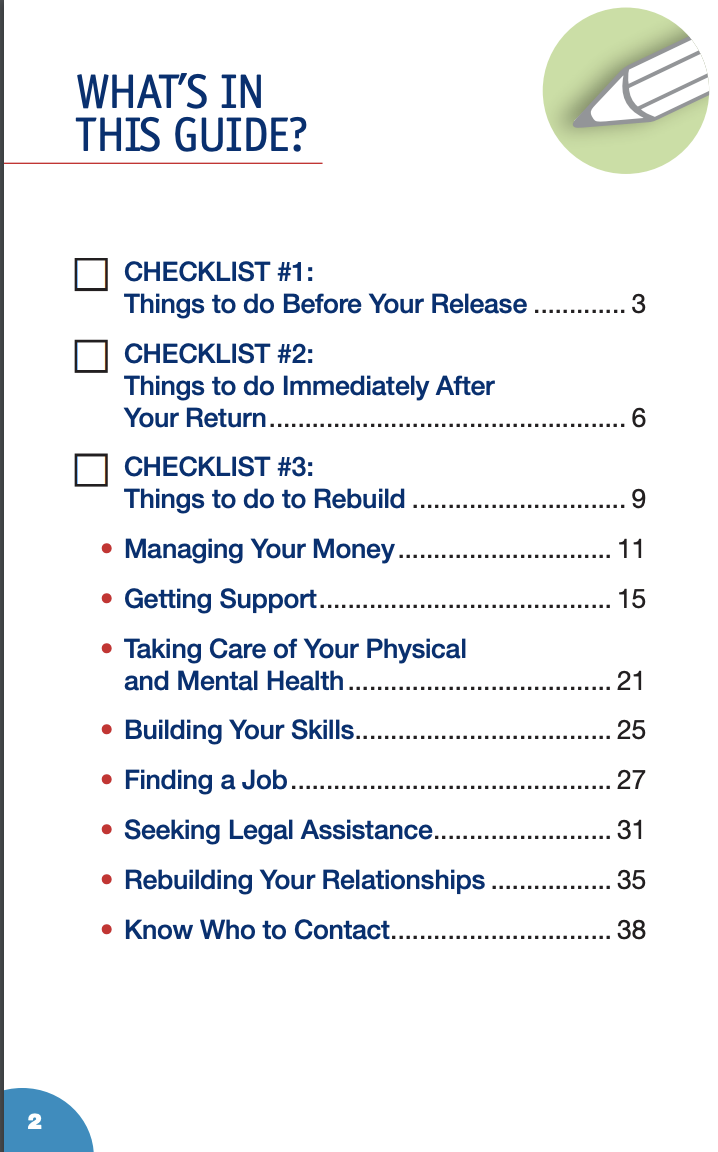 WHAT'S IN
THIS GUIDE?
CHECKLIST #1:
Things to do Before Your Release ............. 3
CHECKLIST #2:
Things to do Immediately After
Your Return.................................................. 6
CHECKLIST #3:
Things to do to Rebuild .............................. 9
• Managing Your Money.............................. 11
• Getting Support......................................... 15
• Taking Care of Your Physical
and Mental Health ..................................... 21
• Building Your Skills.................................... 25
• Finding a Job............................................. 27
• Seeking Legal Assistance......................... 31
• Rebuilding Your Relationships ................. 35
• Know Who to Contact............................... 38
2